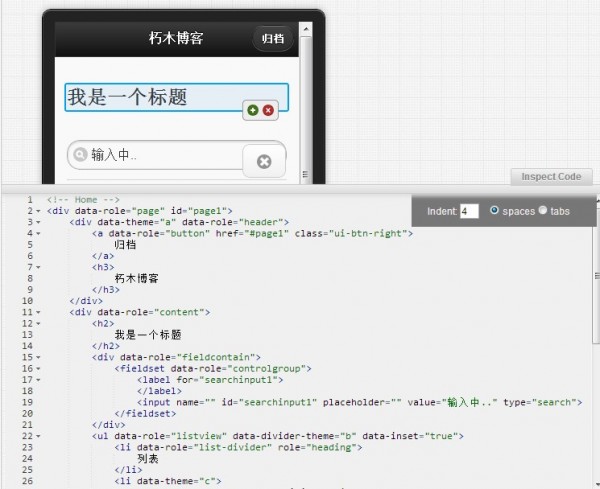 朽木博客
归档
我是一个标题
输入中..
Inspect Code
Indent: 4 spaces tabs
1 <!-- Home -->
2 <div data-role="page" id="page1">
3 <div data-theme="a" data-role="header">
4 <a data-role="button" href="#page1" class="ui-btn-right">
5 归档
6 </a>
7 <h3>
8 朽木博客
9 </h3>
10 </div>
11 <div data-role="content">
12 <h2>
13 我是一个标题
14 </h2>
15 <div data-role="fieldcontain">
16 <fieldset data-role="controlgroup">
17 <label for="searchinput1">
18 </label>
19 <input name="" id="searchinput1" placeholder="" value="输入中.." type="search">
20 </fieldset>
21 </div>
22 <ul data-role="listview" data-divider-theme="b" data-inset="true">
23 <li data-role="list-divider" role="heading">
24 列表
25 </li>
26 <li data-theme="c">